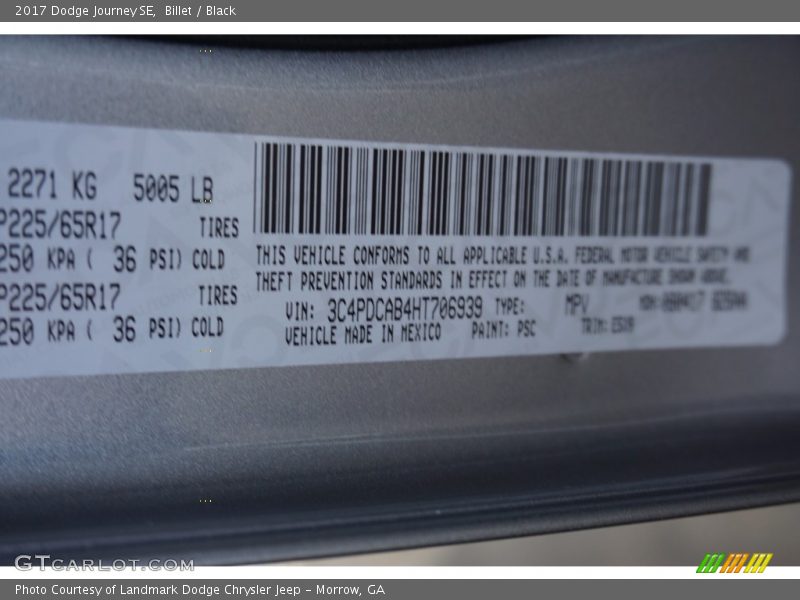 2017 Dodge Journey SE, Billet / Black
2271 KG 5005 LB
P225/65R17 TIRES
250 KPA ( 36 PSI) COLD
P225/65R17 TIRES
250 KPA ( 36 PSI) COLD
THIS VEHICLE CONFORMS TO ALL APPLICABLE U.S.A. FEDERAL MOTOR VEHICLE SAFETY AND
THEFT PREVENTION STANDARDS IN EFFECT ON THE DATE OF MANUFACTURE SHOWN ABOVE.
VIN: 3C4PDCAB4HT706939 TYPE: MPV
VEHICLE MADE IN MEXICO PAINT: PSC TRIM:
GTCARLOT.COM
Photo Courtesy of Landmark Dodge Chrysler Jeep - Morrow, GA